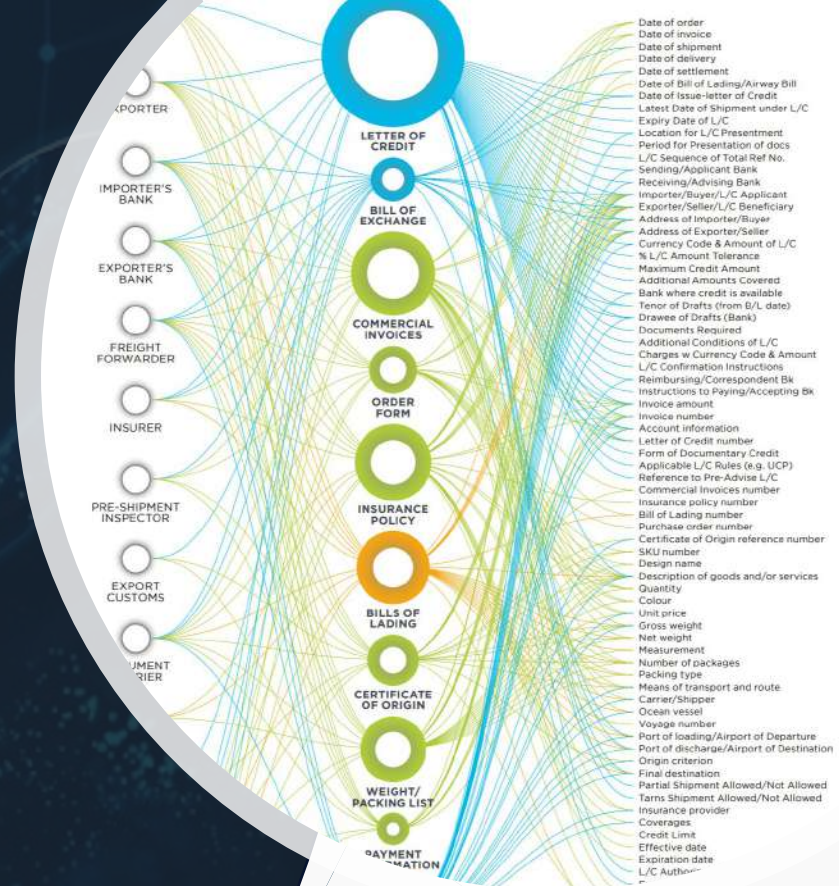 XPORTER
IMPORTER'S
BANK
EXPORTER'S
BANK
FREIGHT
FORWARDER
INSURER
PRE-SHIPMENT
INSPECTOR
EXPORT
CUSTOMS
UMENT
RIER
LETTER OF
CREDIT
BILL OF
EXCHANGE
COMMERCIAL
INVOICES
ORDER
FORM
INSURANCE
POLICY
BILLS OF
LADING
CERTIFICATE
OF ORIGIN
WEIGHT/
PACKING LIST
PAYMENT
MATION
Date of order
Date of invoice
Date of shipment
Date of delivery
Date of settlement
Date of Bill of Lading/Airway Bill
Date of Issue-letter of Credit
Latest Date of Shipment under L/C
Expiry Date of L/C
Location for L/C Presentment
Period for Presentation of docs
L/C Sequence of Total Ref No.
Sending/Applicant Bank
Receiving/Advising Bank
Importer/Buyer/L/C Applicant
Exporter/Seller/L/C Beneficiary
Address of Importer/Buyer
Address of Exporter/Seller
Currency Code & Amount of L/C
% L/C Amount Tolerance
Maximum Credit Amount
Additional Amounts Covered
Bank where credit is available
Tenor of Drafts (from B/L date)
Drawee of Drafts (Bank)
Documents Required
Additional Conditions of L/C
Charges w Currency Code & Amount
L/C Confirmation Instructions
Reimbursing/Correspondent Bk
Instructions to Paying/Accepting Bk
Invoice amount
Invoice number
Account information
Letter of Credit number
Form of Documentary Credit
Applicable L/C Rules (e.g. UCP)
Reference to Pre-Advise L/C
Commercial Invoices number
Insurance policy number
Bill of Lading number
Purchase order number
Certificate of Origin reference number
SKU number
Design name
Description of goods and/or services
Quantity
Colour
Unit price
Gross weight
Net weight
Measurement
Number of packages
Packing type
Means of transport and route
Carrier/Shipper
Ocean vessel
Voyage number
Port of loading/Airport of Departure
Port of discharge/Airport of Destination
Origin criterion
Final destination
Partial Shipment Allowed/Not Allowed
Tarns Shipment Allowed/Not Allowed
Insurance provider
Coverages
Credit Limit
Effective date
Expiration date
L/C Author